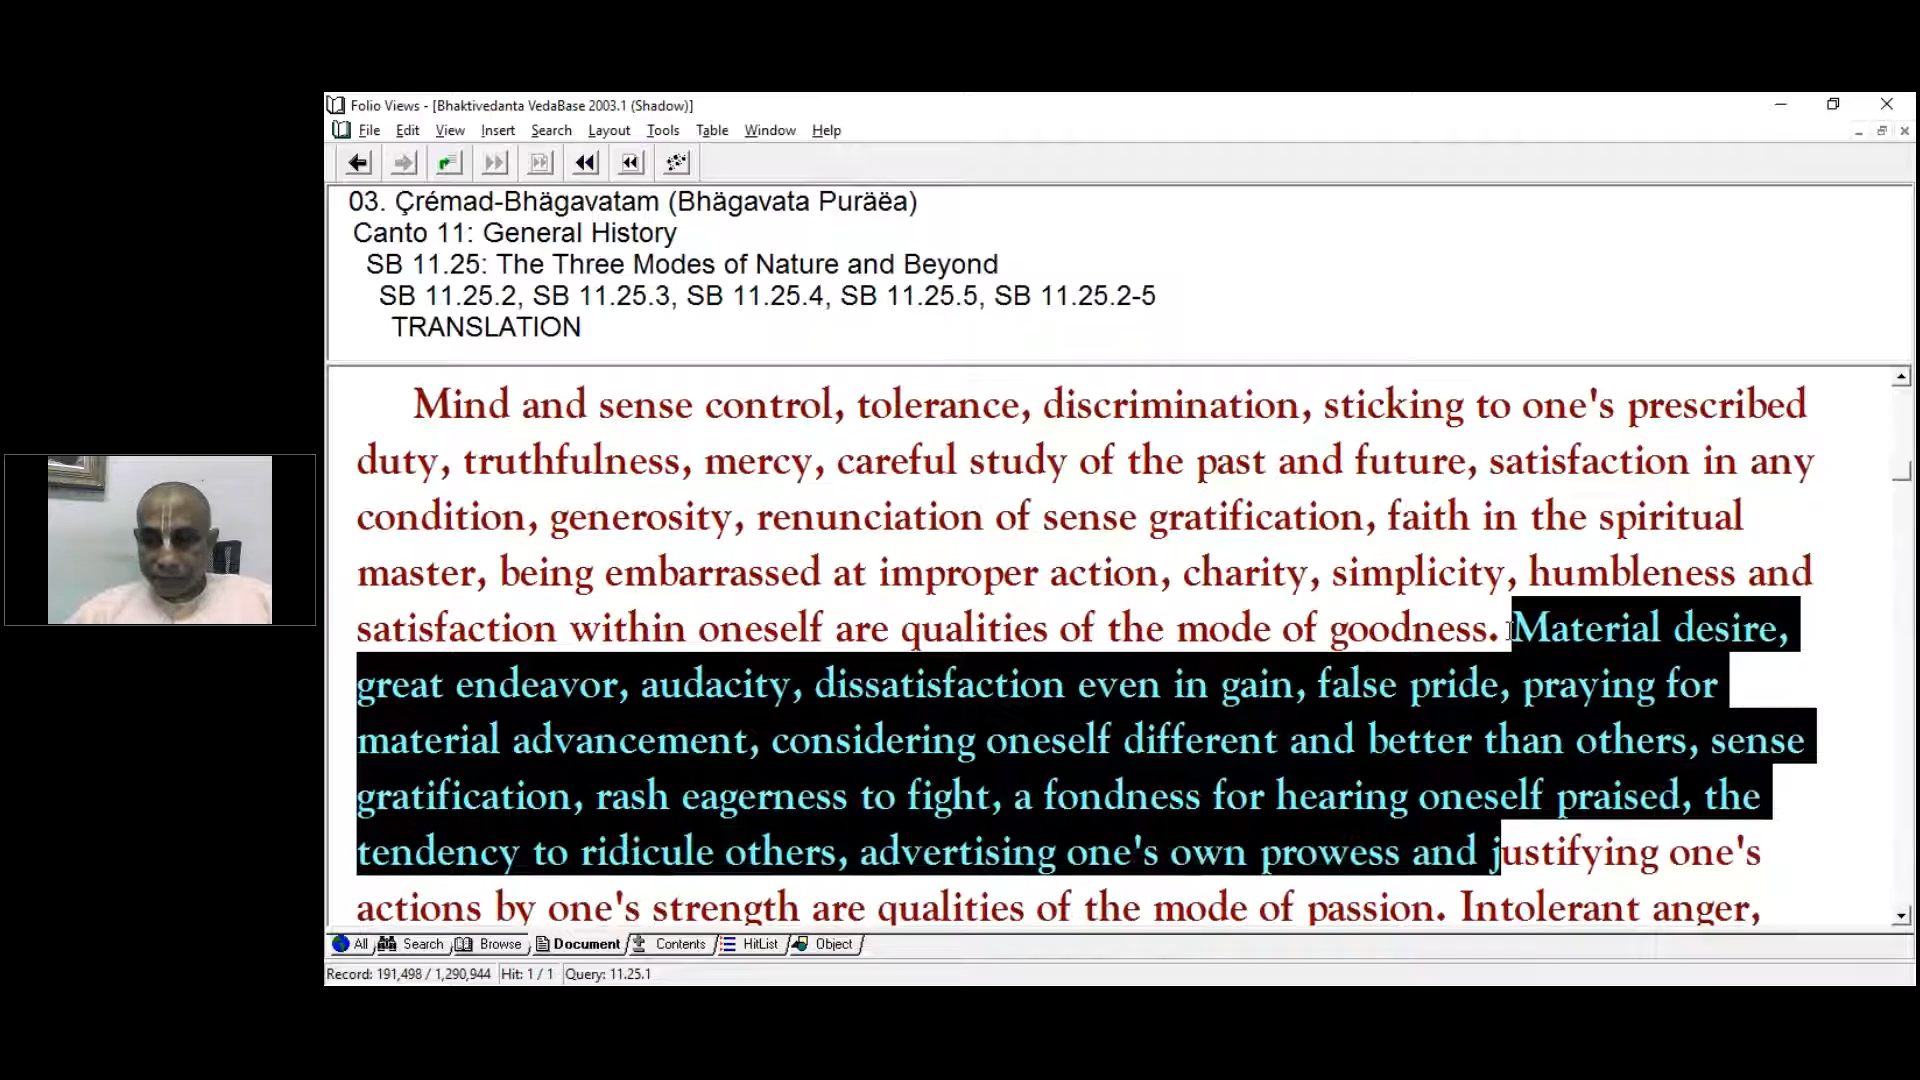 Folio Views - [Bhaktivedanta VedaBase 2003.1 (Shadow)]
File Edit View Insert Search Layout Tools Table Window Help
03. Çrémad-Bhägavatam (Bhägavata Puräëa)
Canto 11: General History
SB 11.25: The Three Modes of Nature and Beyond
SB 11.25.2, SB 11.25.3, SB 11.25.4, SB 11.25.5, SB 11.25.2-5
TRANSLATION
Mind and sense control, tolerance, discrimination, sticking to one's prescribed
duty, truthfulness, mercy, careful study of the past and future, satisfaction in any
condition, generosity, renunciation of sense gratification, faith in the spiritual
master, being embarrassed at improper action, charity, simplicity, humbleness and
satisfaction within oneself are qualities of the mode of goodness. Material desire,
great endeavor, audacity, dissatisfaction even in gain, false pride, praying for
material advancement, considering oneself different and better than others, sense
gratification, rash eagerness to fight, a fondness for hearing oneself praised, the
tendency to ridicule others, advertising one's own prowess and justifying one's
actions by one's strength are qualities of the mode of passion. Intolerant anger,
All Search Browse Document Contents HitList Object
Record: 191,498 / 1,290,944 Hit: 1 / 1 Query: 11.25.1